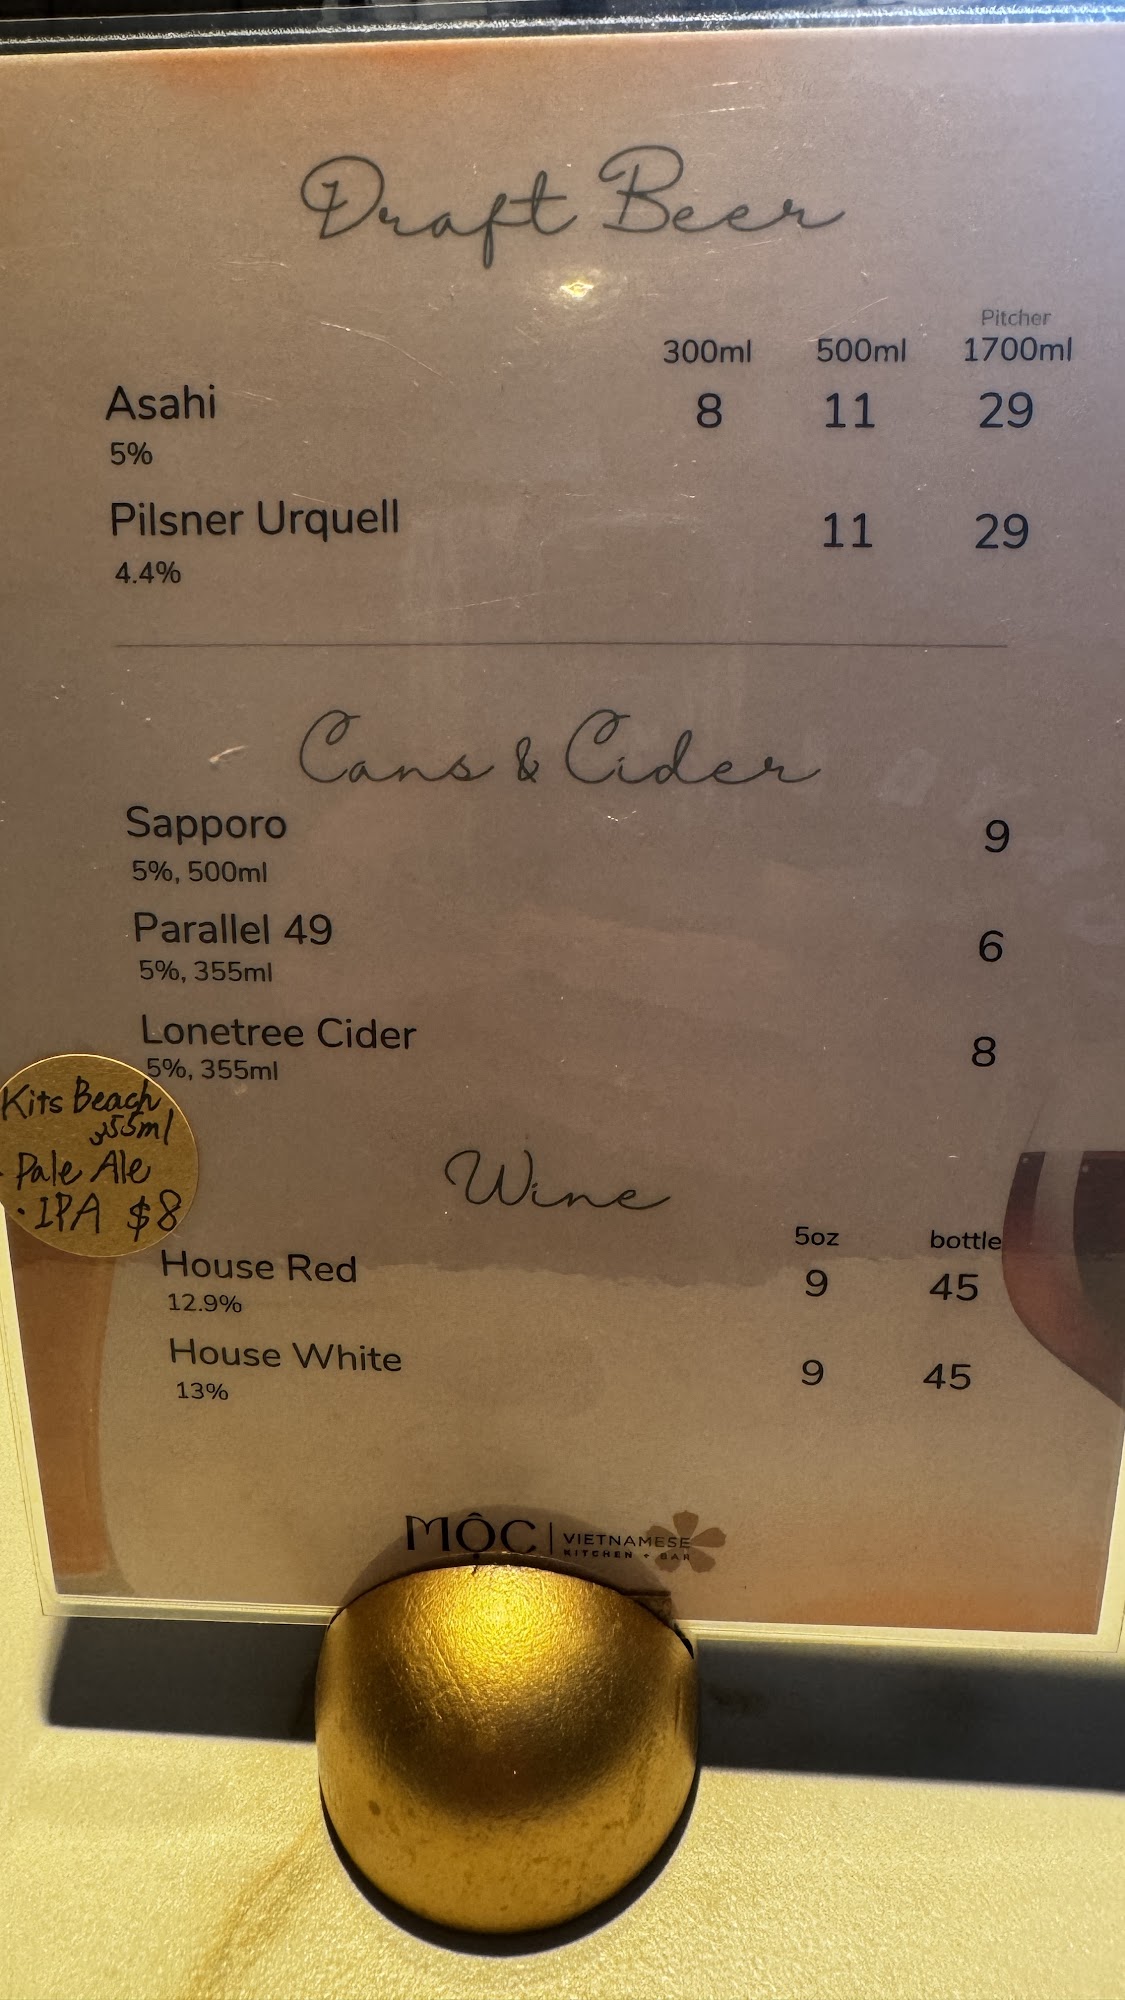 Draft Beer
Pitcher
300ml 500ml 1700ml
Asahi 8 11 29
5%
Pilsner Urquell 11 29
4.4%
Cans & Cider
Sapporo 9
5%, 500ml
Parallel 49 6
5%, 355ml
Lonetree Cider 8
5%, 355ml
Kits Beach
355ml
· Pale Ale
· IPA $8
Wine
5oz bottle
House Red 9 45
12.9%
House White 9 45
13%
MỘC | VIETNAMESE
KITCHEN + BAR